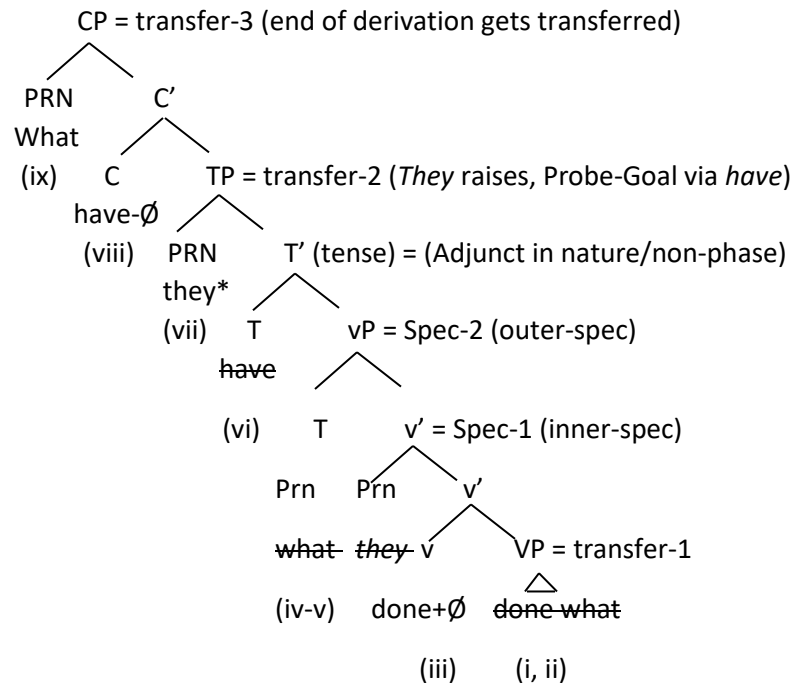 CP = transfer-3 (end of derivation gets transferred)
PRN C’
What
(ix) C TP = transfer-2 (They raises, Probe-Goal via have)
have-Ø
(viii) PRN T’ (tense) = (Adjunct in nature/non-phase)
they*
(vii) T vP = Spec-2 (outer-spec)
have
(vi) T v’ = Spec-1 (inner-spec)
Prn Prn v’
what they v VP = transfer-1
(iv-v) done+Ø done what
(iii) (i, ii)